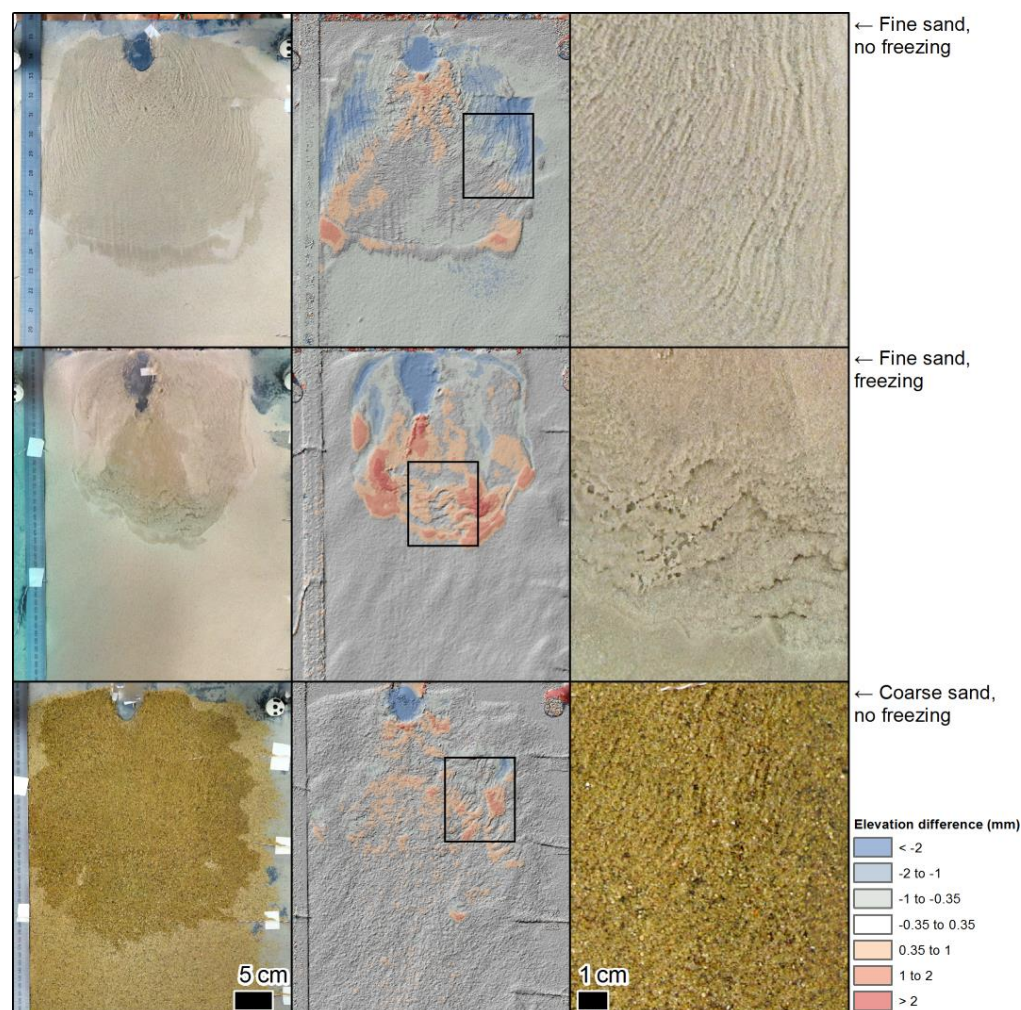 ← Fine sand,
no freezing
← Fine sand,
freezing
← Coarse sand,
no freezing
5 cm
1 cm
Elevation difference (mm)
< -2
-2 to -1
-1 to -0.35
-0.35 to 0.35
0.35 to 1
1 to 2
> 2